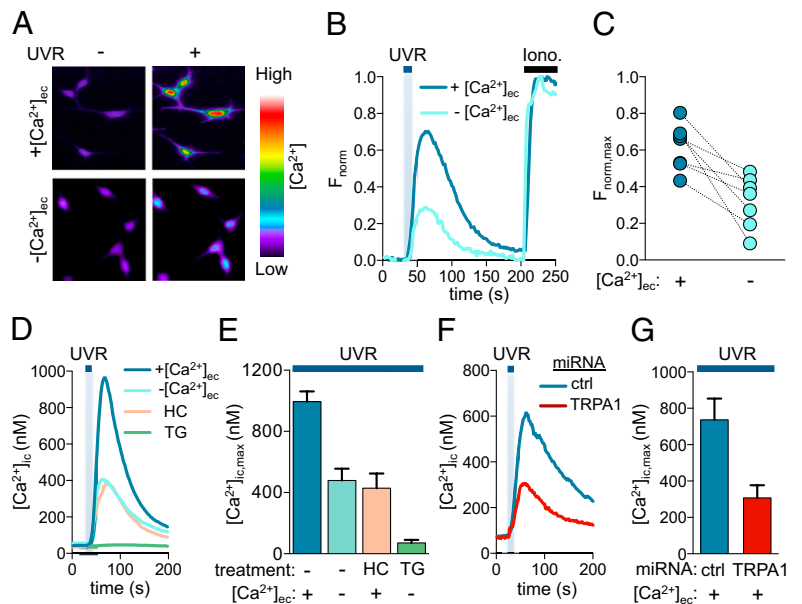 A
UVR - +
+[Ca²⁺]ec
-[Ca²⁺]ec
High
[Ca²⁺]
Low
B
UVR Iono.
+ [Ca²⁺]ec
- [Ca²⁺]ec
Fnorm
1.0
0.8
0.6
0.4
0.2
0.0
0 50 100 150 200 250
time (s)
C
Fnorm,max
1.0
0.8
0.6
0.4
0.2
0.0
[Ca²⁺]ec: + -
D
UVR
+[Ca²⁺]ec
-[Ca²⁺]ec
HC
TG
[Ca²⁺]ic (nM)
1000
800
600
400
200
0
0 100 200
time (s)
E
UVR
[Ca²⁺]ic,max (nM)
1200
800
400
0
treatment: - - HC TG
[Ca²⁺]ec: + - + -
F
UVR miRNA
ctrl
TRPA1
[Ca²⁺]ic (nM)
800
600
400
200
0
0 100 200
time (s)
G
UVR
[Ca²⁺]ic,max (nM)
1000
800
600
400
200
0
miRNA: ctrl TRPA1
[Ca²⁺]ec: + +